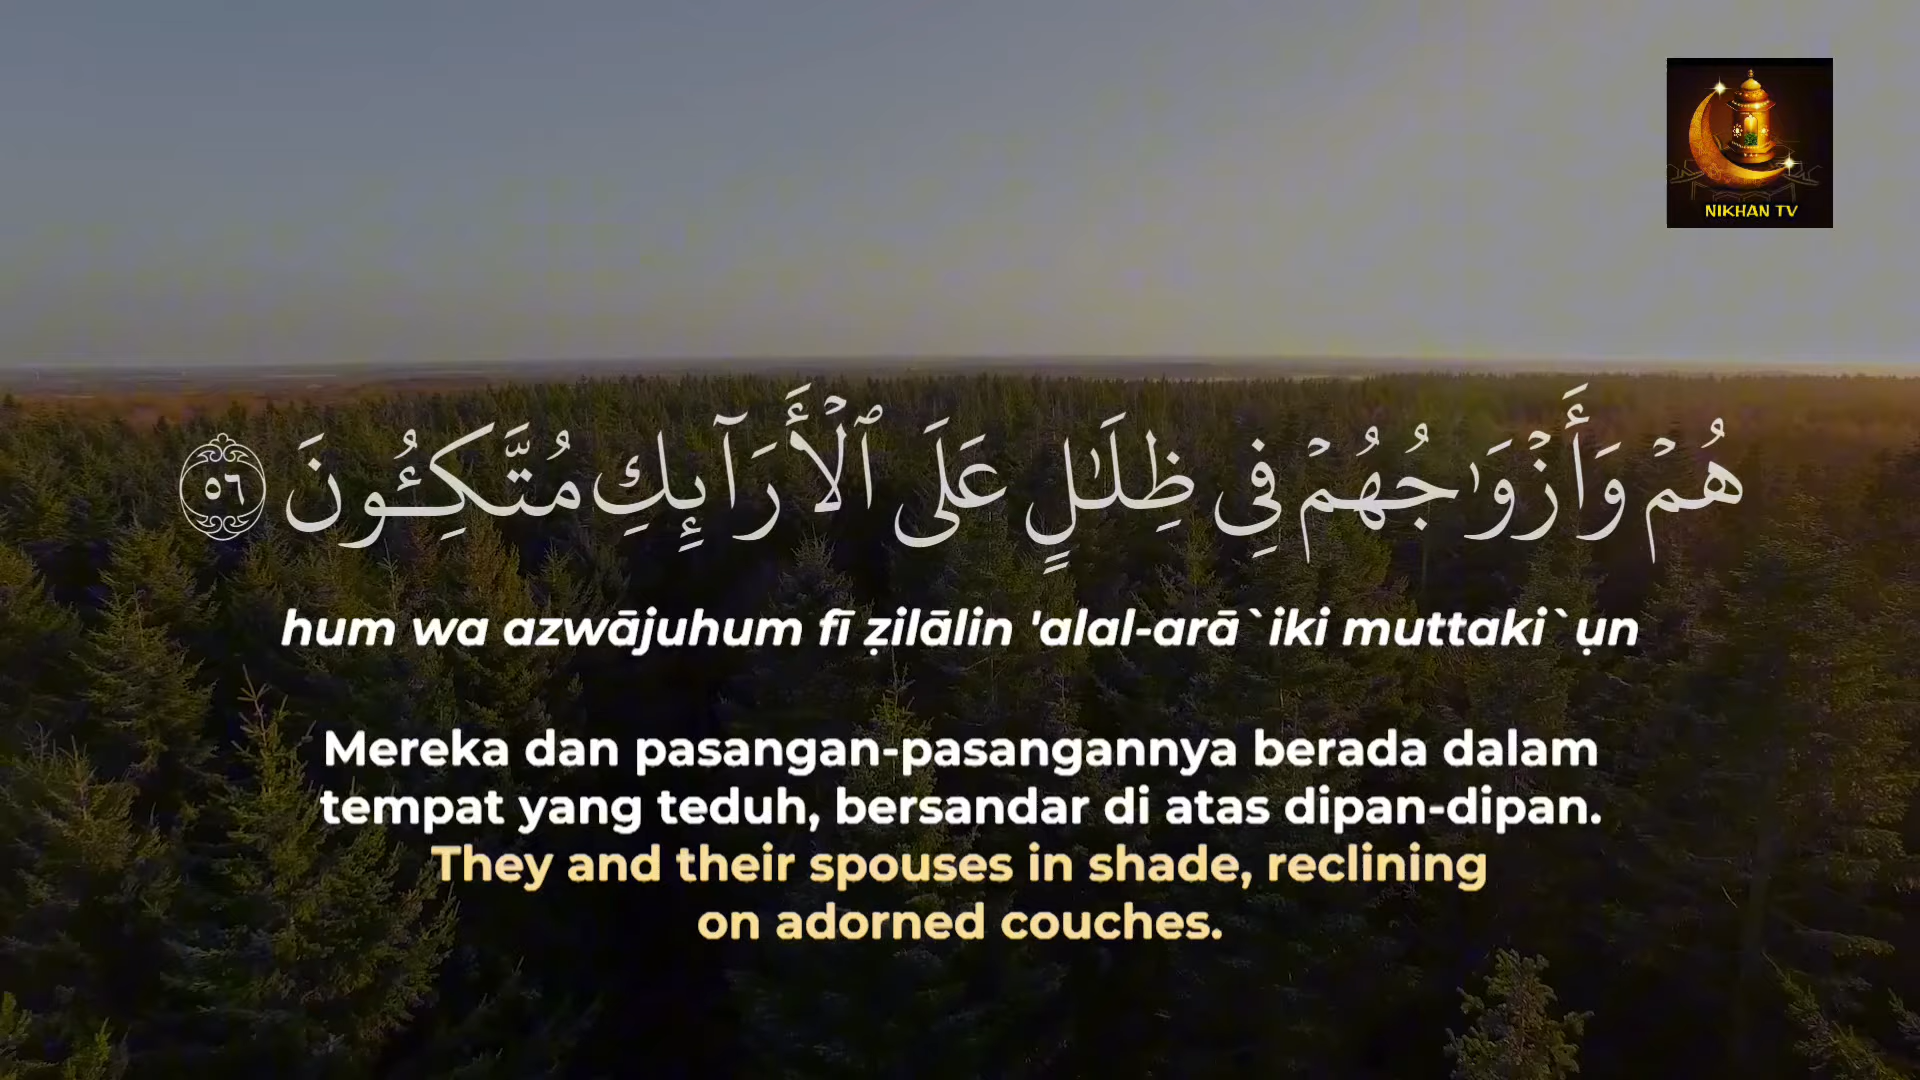 NIKHAN TV
هُمْ وَأَزْوَٰجُهُمْ فِى ظِلَـٰلٍ عَلَى ٱلْأَرَآئِكِ مُتَّكِـُٔونَ ٥٦
hum wa azwājuhum fī ẓilālin 'alal-arā`iki muttaki`ụn
Mereka dan pasangan-pasangannya berada dalam
tempat yang teduh, bersandar di atas dipan-dipan.
They and their spouses in shade, reclining
on adorned couches.